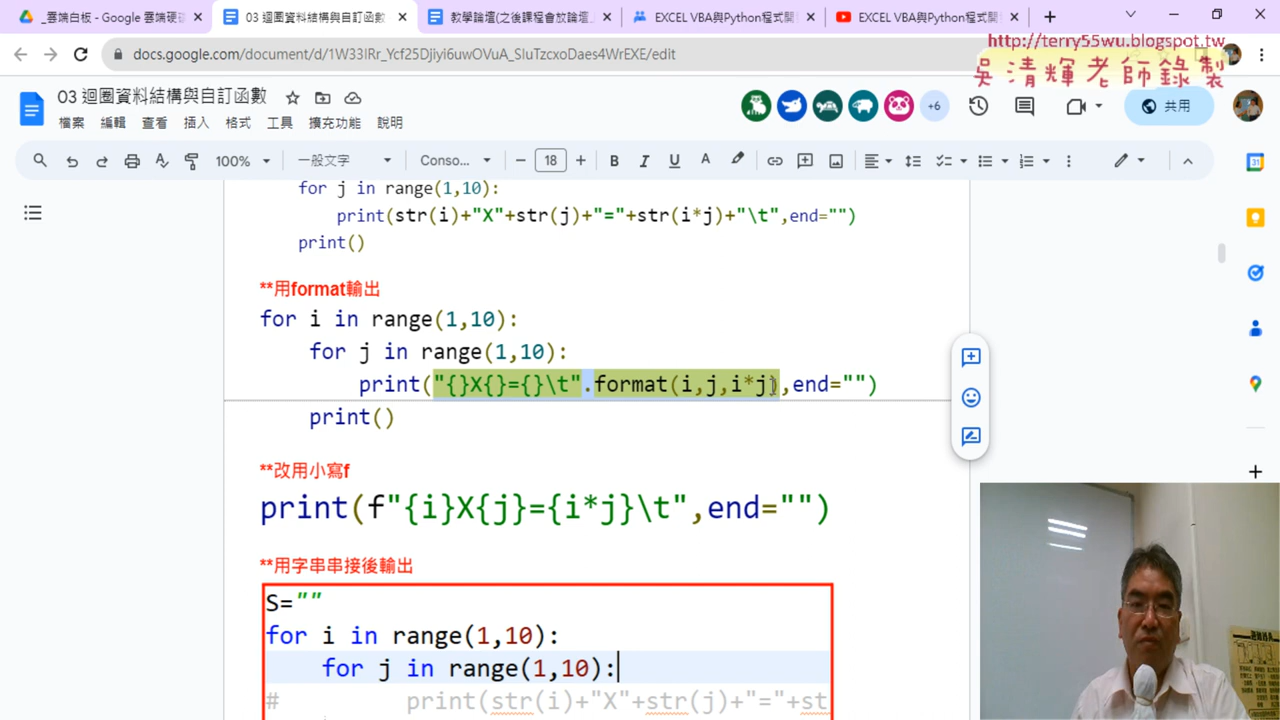 _雲端白板 - Google 雲端硬碟
03 迴圈資料結構與自訂函數
教學論壇(之後課程會放論壇上
EXCEL VBA與Python程式開
EXCEL VBA與Python程式開
docs.google.com/document/d/1W33lRr_Ycf25Djiyi6uwOVuA_SluTzcxoDaes4WrEXE/edit
http://terry55wu.blogspot.tw
吳清輝老師錄製
03 迴圈資料結構與自訂函數
檔案 編輯 查看 插入 格式 工具 擴充功能 說明
+6
共用
100%
一般文字
Conso...
18
for j in range(1,10):
print(str(i)+"X"+str(j)+"="+str(i*j)+"\t",end="")
print()
**用format輸出
for i in range(1,10):
for j in range(1,10):
print("{}X{}={}\t".format(i,j,i*j),end="")
print()
**改用小寫f
print(f"{i}X{j}={i*j}\t",end="")
**用字串串接後輸出
S=""
for i in range(1,10):
for j in range(1,10):
# print(str(i)+"X"+str(j)+"="+st